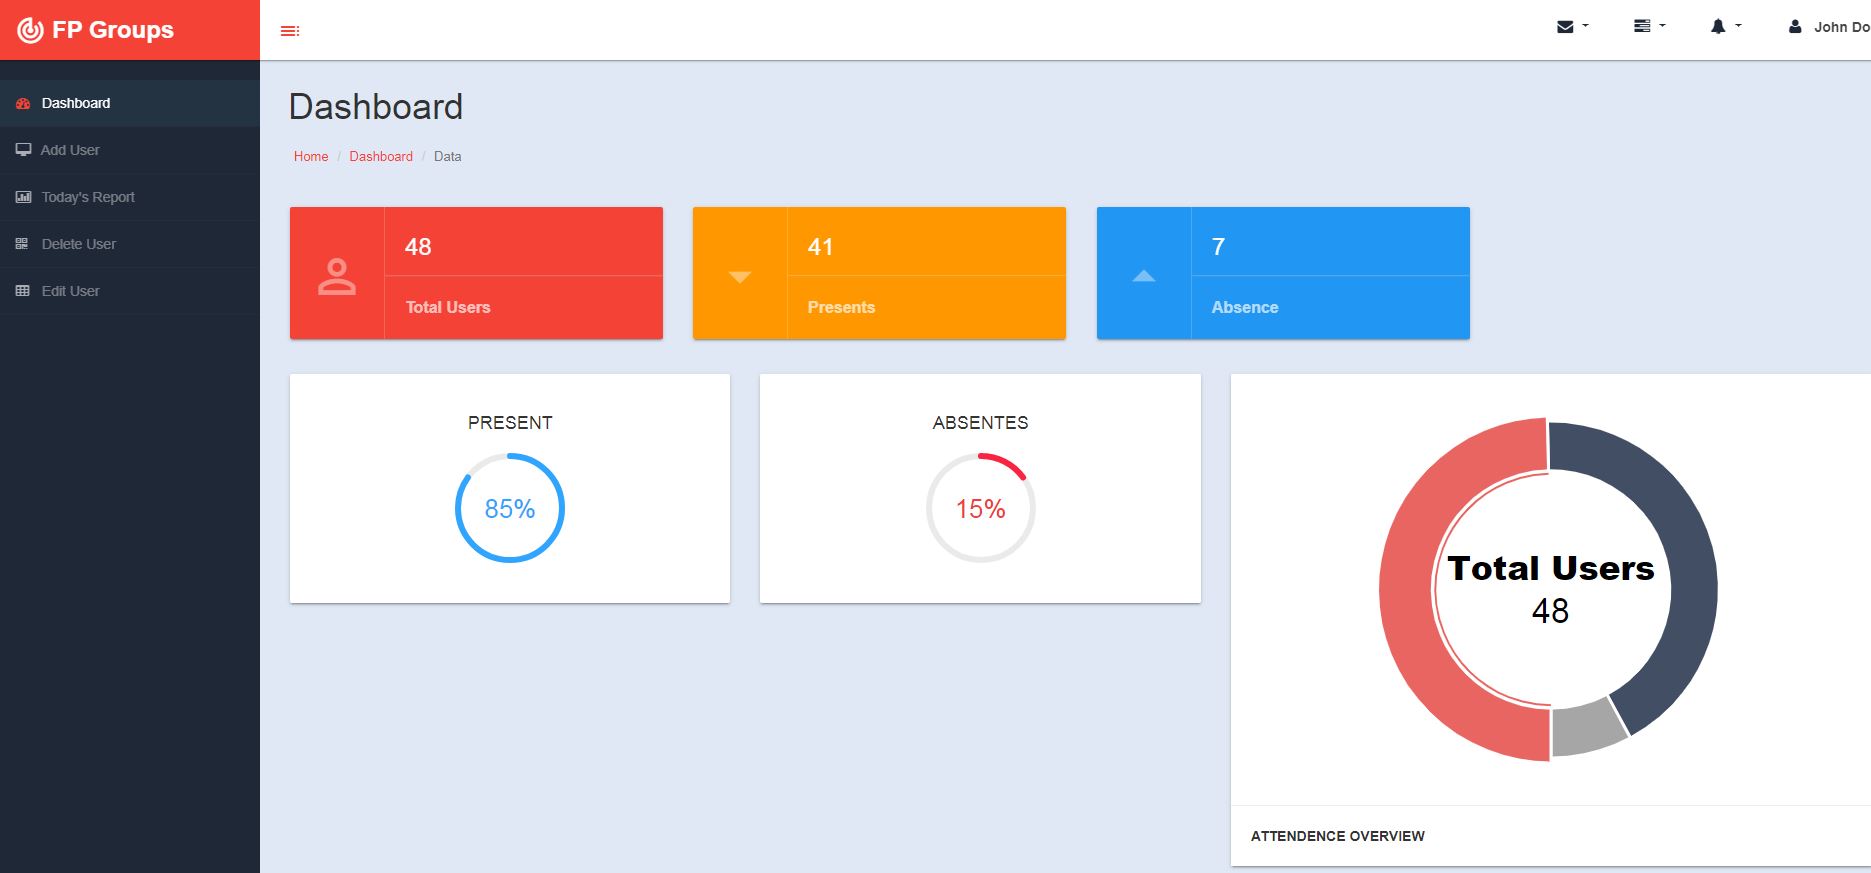 FP Groups
John Do
Dashboard
Add User
Today's Report
Delete User
Edit User
Dashboard
Home / Dashboard / Data
48
Total Users
41
Presents
7
Absence
PRESENT
85%
ABSENTES
15%
Total Users
48
ATTENDENCE OVERVIEW